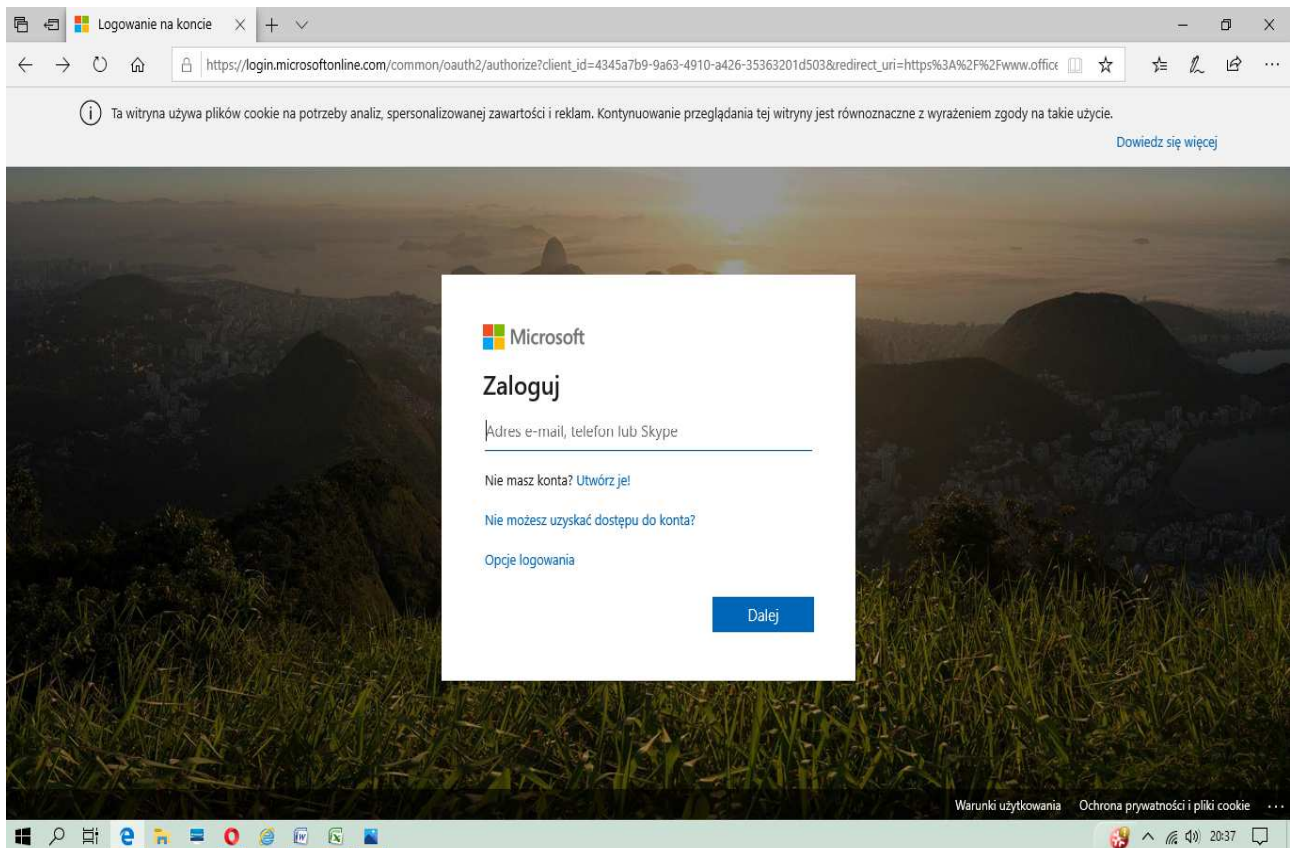 Logowanie na koncie
https://login.microsoftonline.com/common/oauth2/authorize?client_id=4345a7b9-9a63-4910-a426-35363201d503&redirect_uri=https%3A%2F%2Fwww.office
Ta witryna używa plików cookie na potrzeby analiz, spersonalizowanej zawartości i reklam. Kontynuowanie przeglądania tej witryny jest równoznaczne z wyrażeniem zgody na takie użycie.
Dowiedz się więcej
Microsoft
Zaloguj
Adres e-mail, telefon lub Skype
Nie masz konta? Utwórz je!
Nie możesz uzyskać dostępu do konta?
Opcje logowania
Dalej
Warunki użytkowania Ochrona prywatności i pliki cookie ...
20:37